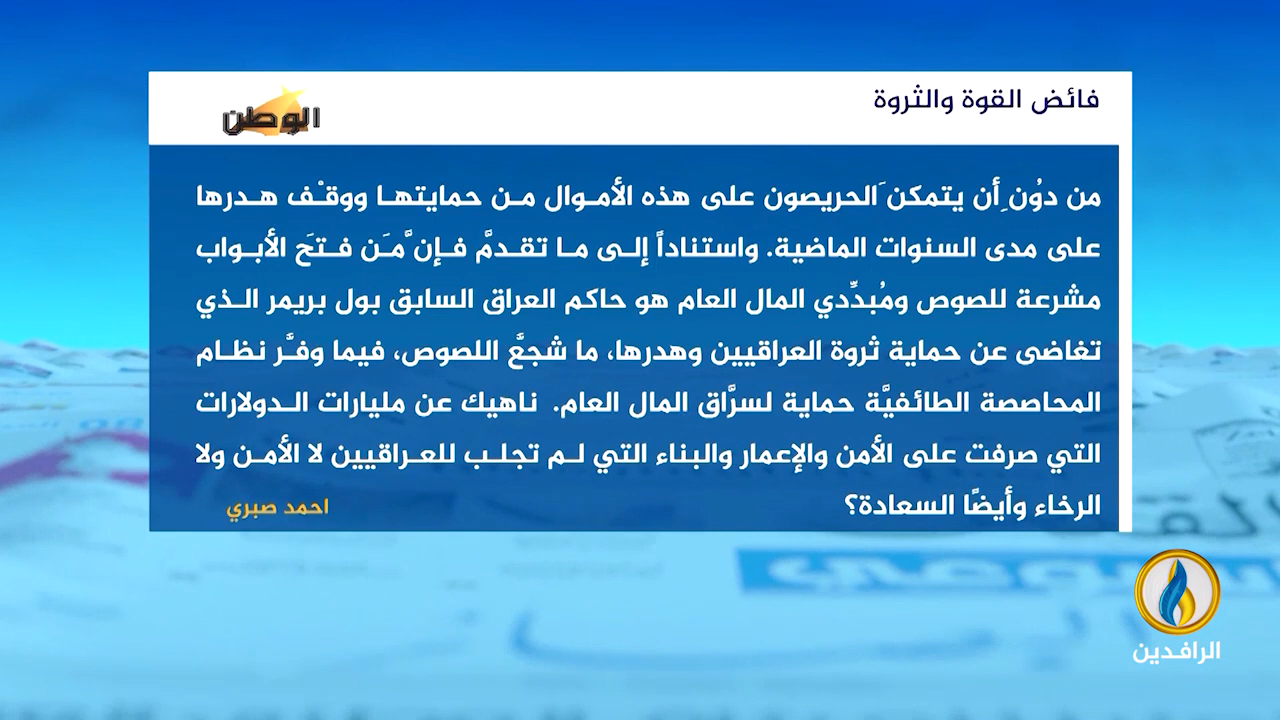 فائض القوة والثروة
الوطن
من دوُن ِأن يتمكن َالحريصون على هذه الأموال من حمايتها ووقْف هدرها
على مدى السنوات الماضية. واستناداً إلى ما تقدمَّ فإن َّمَن فتحَ الأبواب
مشرعة للصوص ومُبدِّدي المال العام هو حاكم العراق السابق بول بريمر الذي
تغاضى عن حماية ثروة العراقيين وهدرها، ما شجعَّ اللصوص، فيما وفَّر نظام
المحاصصة الطائفيَّة حماية لسرَّاق المال العام. ناهيك عن مليارات الدولارات
التي صرفت على الأمن والإعمار والبناء التي لم تجلب للعراقيين لا الأمن ولا
الرخاء وأيضًا السعادة؟
احمد صبري
الرافدين